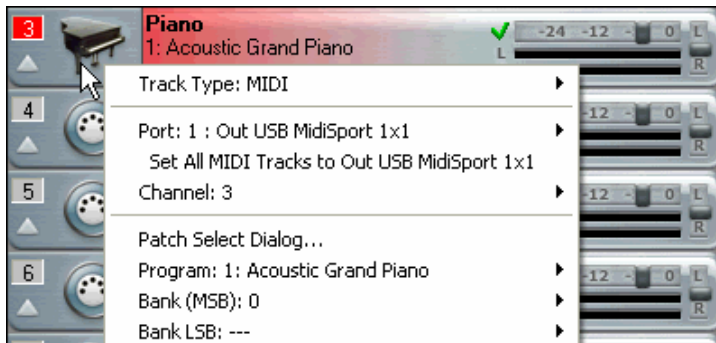 3
Piano
1: Acoustic Grand Piano
-24 -12 - 0 L
L
R
Track Type: MIDI
4
-12 - 0 L
R
Port: 1 : Out USB MidiSport 1x1
Set All MIDI Tracks to Out USB MidiSport 1x1
Channel: 3
5
-12 - 0 L
R
Patch Select Dialog...
6
Program: 1: Acoustic Grand Piano
-12 - 0 L
R
Bank (MSB): 0
Bank LSB: ---